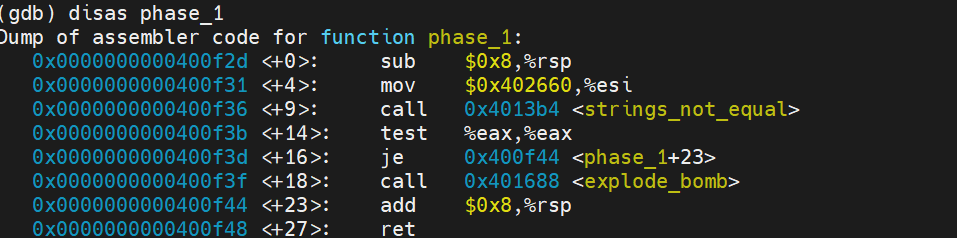 (gdb) disas phase_1
Dump of assembler code for function phase_1:
   0x0000000000400f2d <+0>:     sub    $0x8,%rsp
   0x0000000000400f31 <+4>:     mov    $0x402660,%esi
   0x0000000000400f36 <+9>:     call   0x4013b4 <strings_not_equal>
   0x0000000000400f3b <+14>:    test   %eax,%eax
   0x0000000000400f3d <+16>:    je     0x400f44 <phase_1+23>
   0x0000000000400f3f <+18>:    call   0x401688 <explode_bomb>
   0x0000000000400f44 <+23>:    add    $0x8,%rsp
   0x0000000000400f48 <+27>:    ret